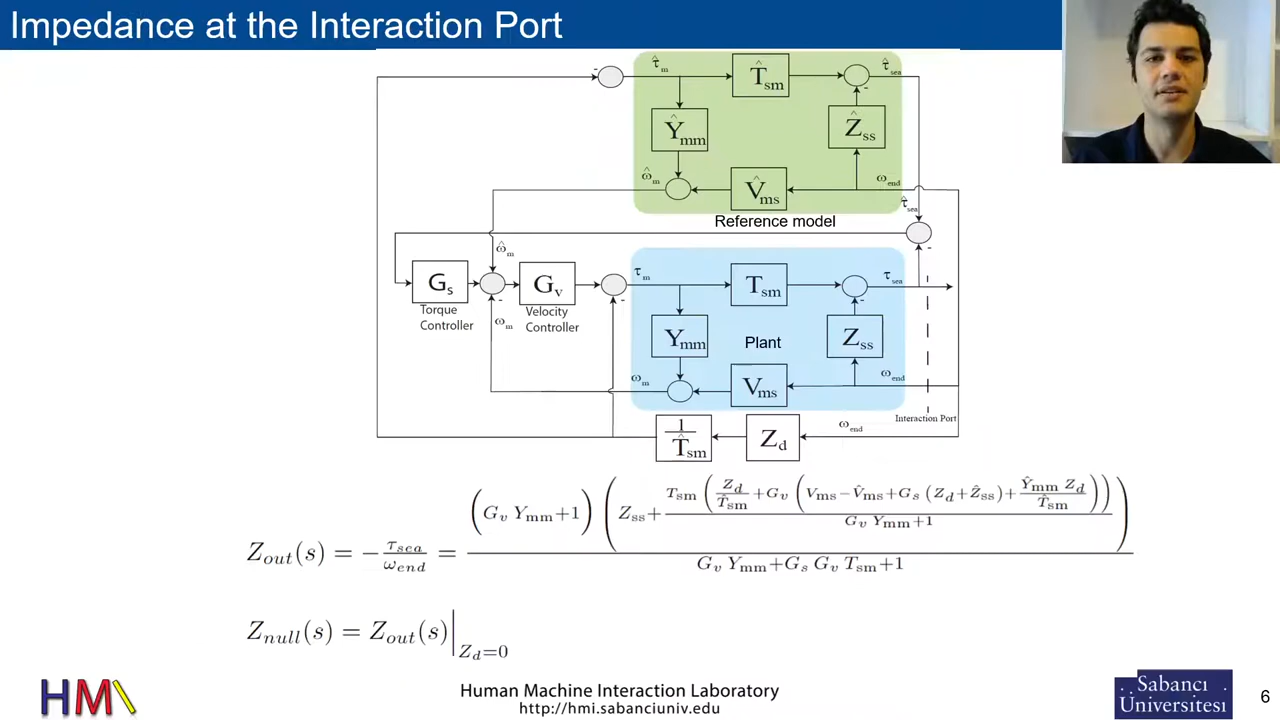 Impedance at the Interaction Port
τ̂m
T̂sm
τ̂sea
Ŷmm
Ẑss
ω̂m
V̂ms
ωend
τ̂sea
Reference model
ω̂m
Gs
Gv
τm
Tsm
τsea
Torque
Controller
Velocity
Controller
ωm
Ymm
Plant
Zss
ωm
Vms
ωend
Interaction Port
1/T̂sm
Zd
ωend
Zout(s) = −τsea/ωend = (Gv Ymm+1) (Zss + Tsm (Zd/T̂sm + Gv (Vms−V̂ms+Gs (Zd+Ẑss)+ Ŷmm Zd/T̂sm)) / Gv Ymm+1) / Gv Ymm+Gs Gv Tsm+1
Znull(s) = Zout(s)|Zd=0
HMI
Human Machine Interaction Laboratory
http://hmi.sabanciuniv.edu
Sabancı
Üniversitesi
6